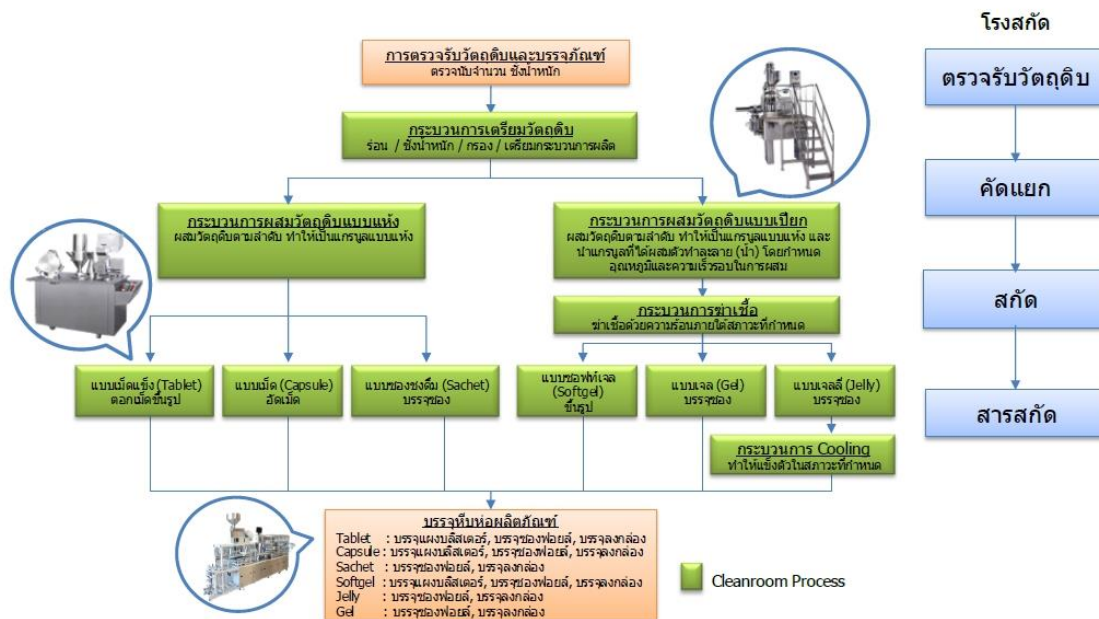 โรงสกัด
การตรวจรับวัตถุดิบและบรรจุภัณฑ์
ตรวจนับจำนวน ชั่งน้ำหนัก
กระบวนการเตรียมวัตถุดิบ
ร่อน / ชั่งน้ำหนัก / กรอง / เตรียมกระบวนการผลิต
กระบวนการผสมวัตถุดิบแบบแห้ง
ผสมวัตถุดิบตามลำดับ ทำให้เป็นแกรนูลแบบแห้ง
กระบวนการผสมวัตถุดิบแบบเปียก
ผสมวัตถุดิบตามลำดับ ทำให้เป็นแกรนูลแบบแห้ง และ
นำแกรนูลที่ได้ผสมตัวทำละลาย (น้ำ) โดยกำหนด
อุณหภูมิและความเร็วรอบในการผสม
กระบวนการฆ่าเชื้อ
ฆ่าเชื้อด้วยความร้อนภายใต้สภาวะที่กำหนด
แบบเม็ดแข็ง (Tablet)
ตอกเม็ดขึ้นรูป
แบบเม็ด (Capsule)
อัดเม็ด
แบบซองชงดื่ม (Sachet)
บรรจุซอง
แบบซอฟท์เจล
(Softgel)
ขึ้นรูป
แบบเจล (Gel)
บรรจุซอง
แบบเจลลี่ (Jelly)
บรรจุซอง
กระบวนการ Cooling
ทำให้แข็งตัวในสภาวะที่กำหนด
บรรจุหีบห่อผลิตภัณฑ์
Tablet : บรรจุแผงบลิสเตอร์, บรรจุซองฟอยล์, บรรจุลงกล่อง
Capsule : บรรจุแผงบลิสเตอร์, บรรจุซองฟอยล์, บรรจุลงกล่อง
Sachet : บรรจุซองฟอยล์, บรรจุลงกล่อง
Softgel : บรรจุแผงบลิสเตอร์, บรรจุซองฟอยล์, บรรจุลงกล่อง
Jelly : บรรจุซองฟอยล์, บรรจุลงกล่อง
Gel : บรรจุซองฟอยล์, บรรจุลงกล่อง
Cleanroom Process
ตรวจรับวัตถุดิบ
คัดแยก
สกัด
สารสกัด